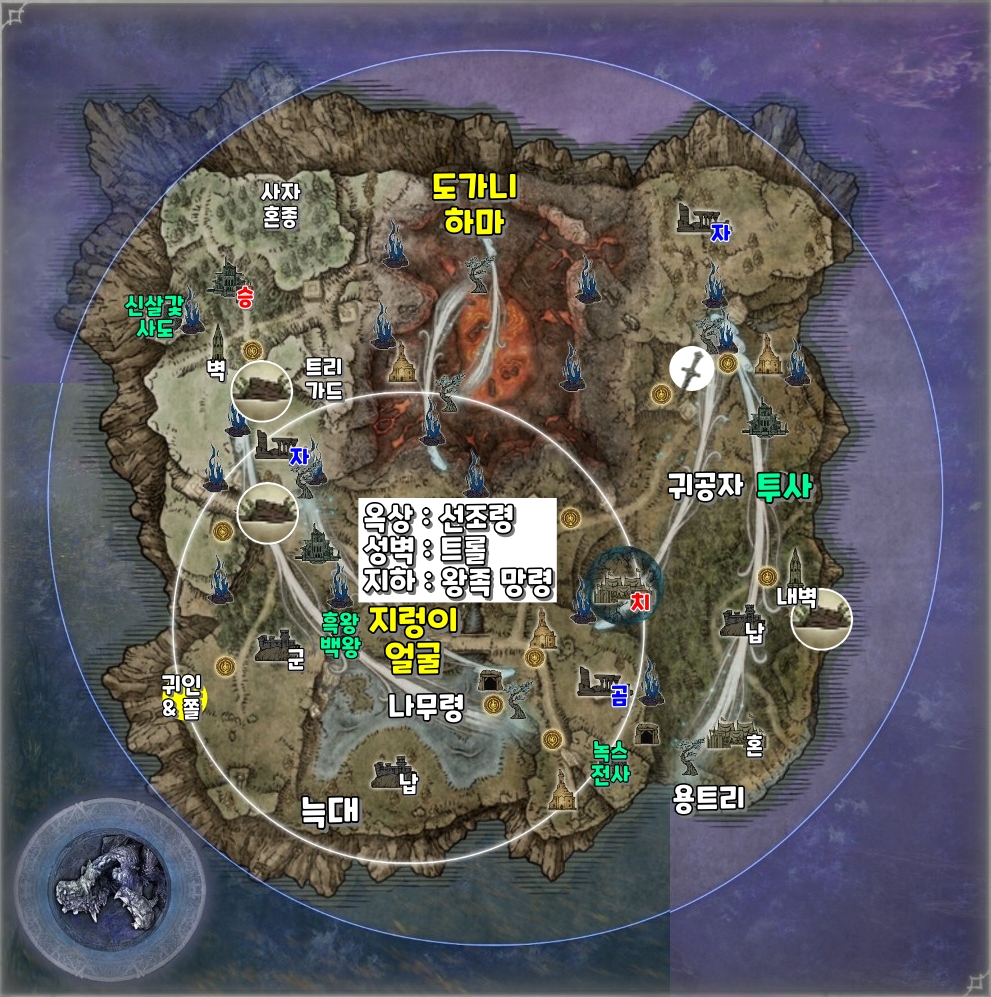 사자
혼종
도가니
하마
자
승
신살갗
사도
벽
트리
가드
자
귀공자 투사
옥상 : 선조령
성벽 : 트롤
지하 : 왕족 망령
치
내벽
납
흑왕
백왕
지렁이
얼굴
군
귀인
& 쫄
나무령
곰
혼
녹스
전사
납
늑대
용트리